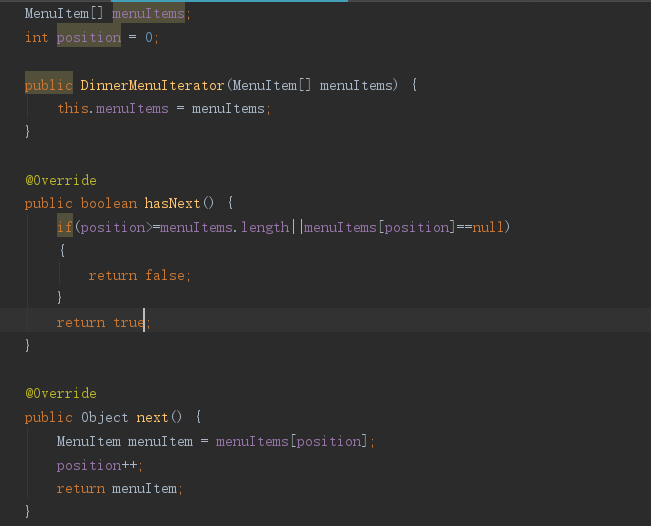 MenuItem[] menuItems;
int position = 0;
public DinnerMenuIterator(MenuItem[] menuItems) {
this.menuItems = menuItems;
}
@Override
public boolean hasNext() {
if(position>=menuItems.length||menuItems[position]==null)
{
return false;
}
return true;
}
@Override
public Object next() {
MenuItem menuItem = menuItems[position];
position++;
return menuItem;
}